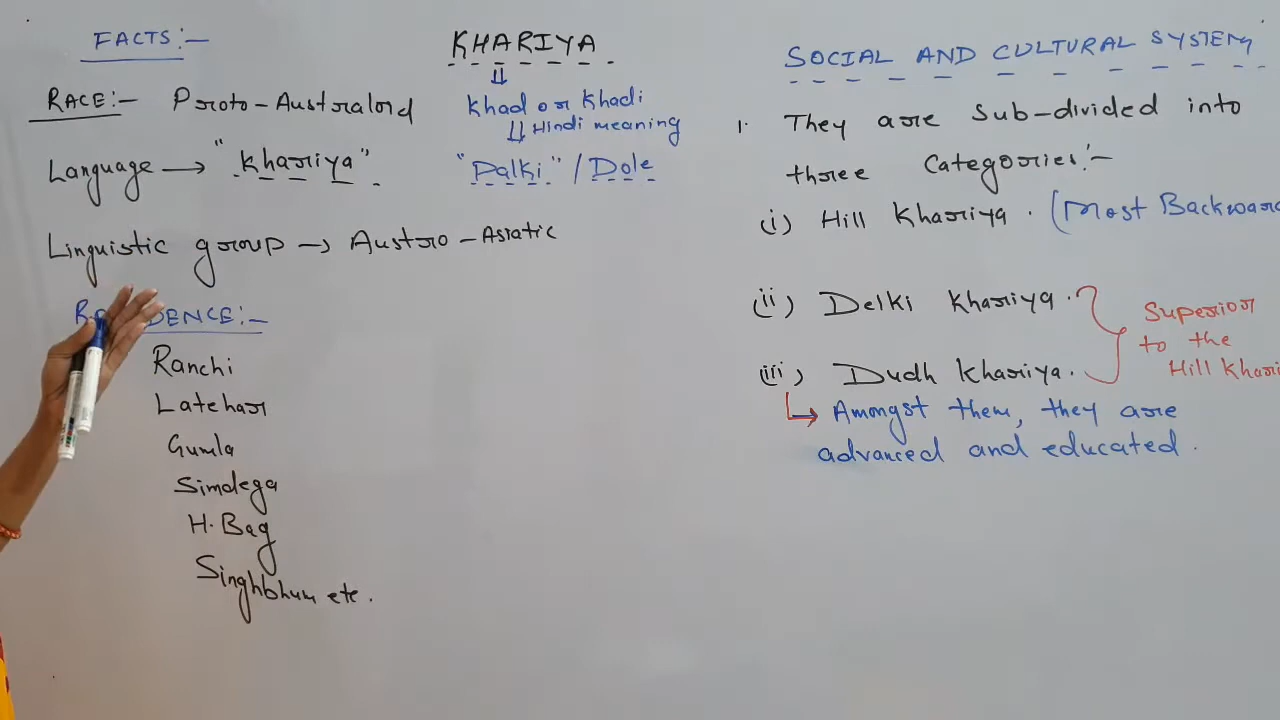 FACTS:-
RACE:- Proto-Australoid
Language → "Khariya"
Linguistic group → Austro-Asiatic
RENCE:-
Ranchi
Latehar
Gumla
Simdega
H.Bag
Singhbhum etc.
KHARIYA
⇓
Khad or Khadi
⇓ Hindi meaning
"Palki" / Dole
SOCIAL AND CULTURAL SYSTEM
1. They are Sub-divided into
three Categories:-
(i) Hill Khariya. (Most Backward
(ii) Delki Khariya.
(iii) Dudh Khariya.
Superior
to the
Hill Khari
↳ Amongst them, they are
advanced and educated.